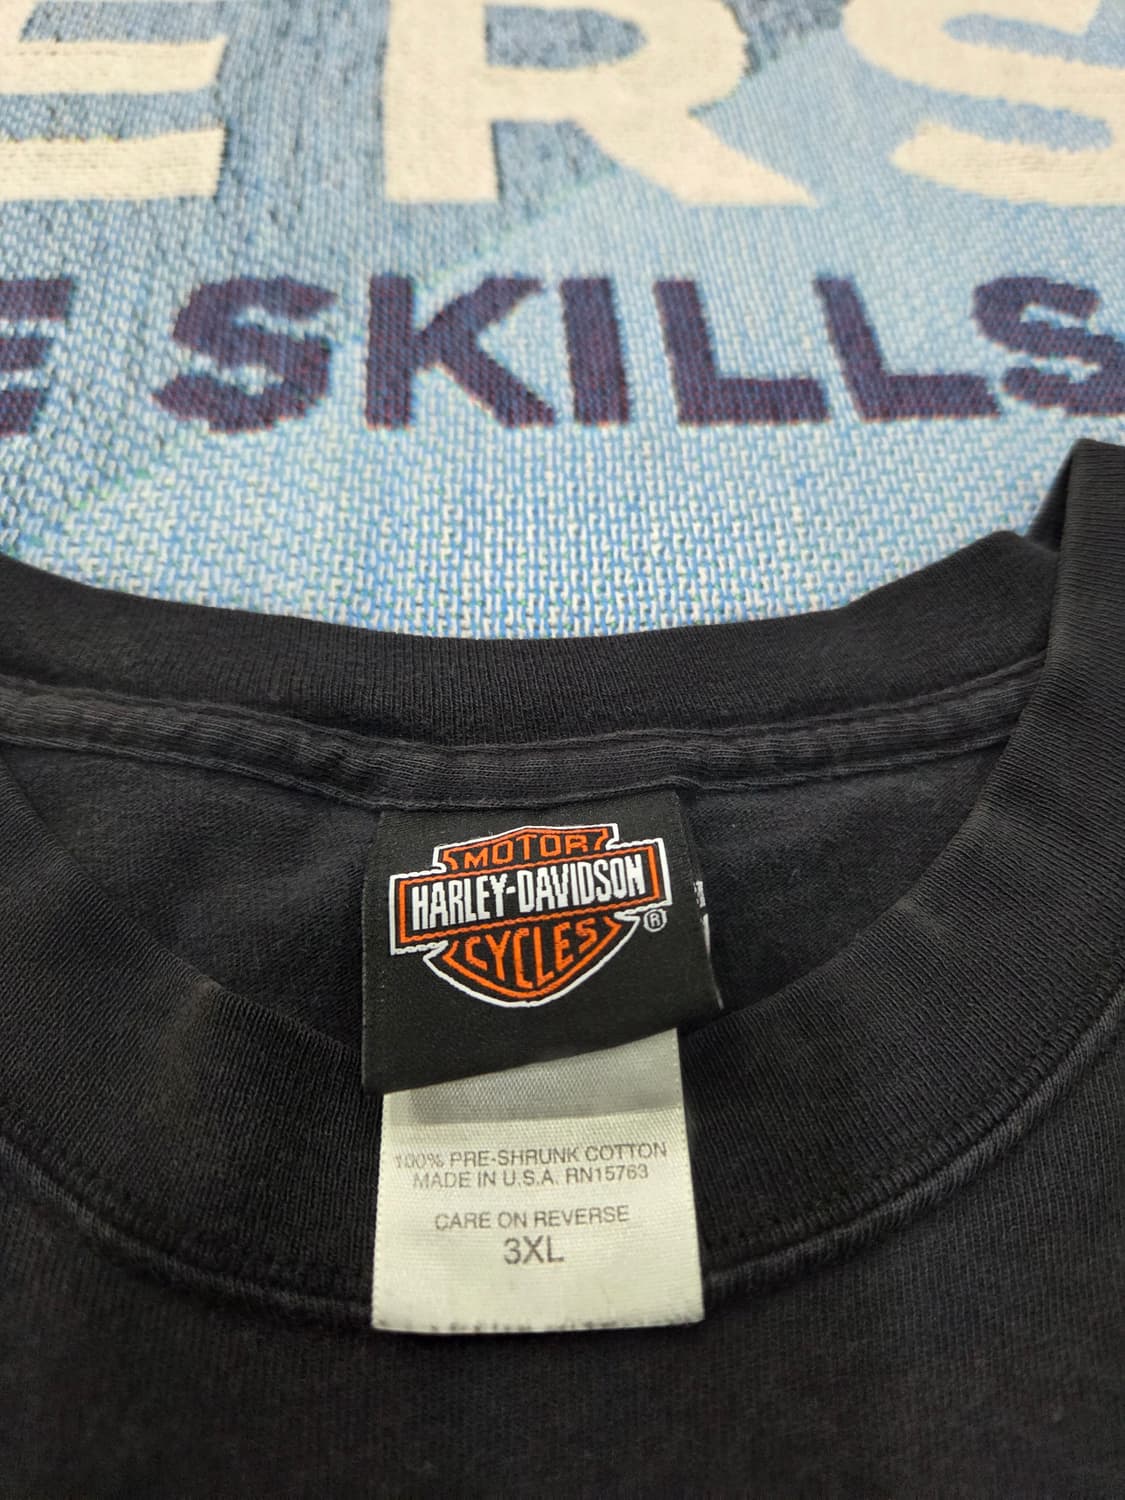 ERS
E SKILLS
MOTOR
HARLEY-DAVIDSON
CYCLES
®
100% PRE-SHRUNK COTTON
MADE IN U.S.A. RN15763
CARE ON REVERSE
3XL